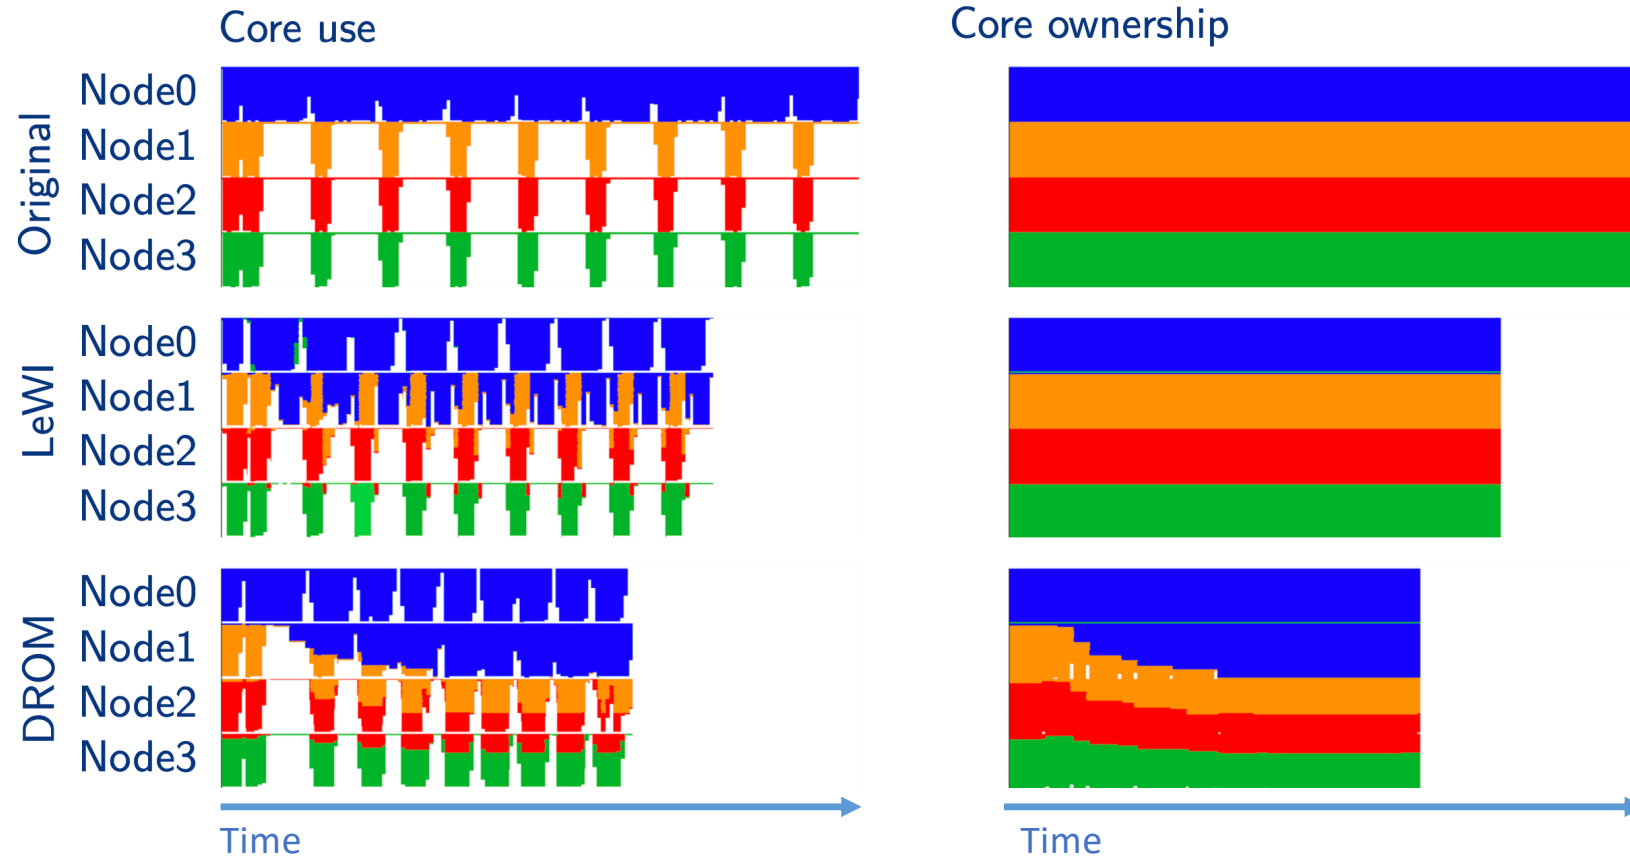 Core use
Core ownership
Original
Node0
Node1
Node2
Node3
LeWI
Node0
Node1
Node2
Node3
DROM
Node0
Node1
Node2
Node3
Time
Time